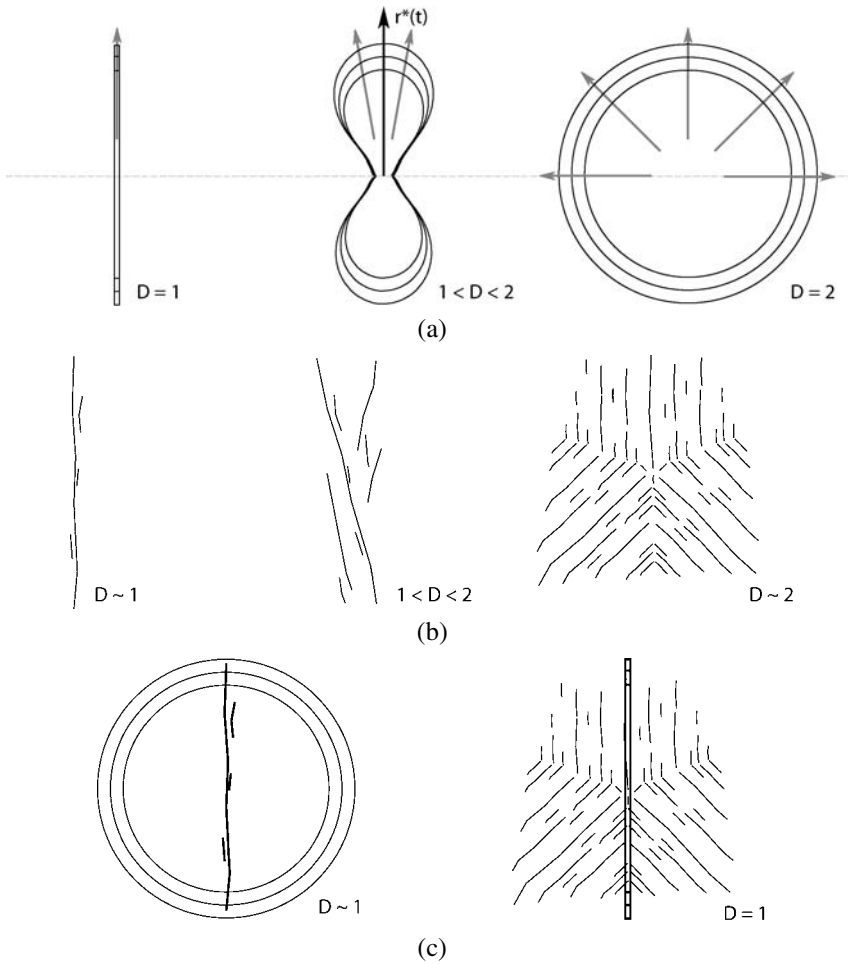 r*(t)
D = 1
1 < D < 2
D = 2
(a)
D ~ 1
1 < D < 2
D ~ 2
(b)
D ~ 1
D = 1
(c)